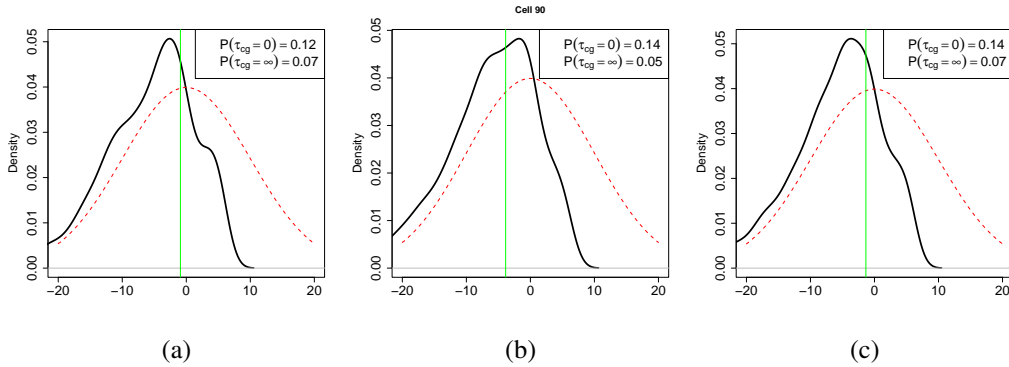 Cell 90
P(τcg = 0) = 0.12
P(τcg = ∞) = 0.07
Density
0.00 0.01 0.02 0.03 0.04 0.05
−20 −10 0 10 20
(a)
P(τcg = 0) = 0.14
P(τcg = ∞) = 0.05
Density
0.00 0.01 0.02 0.03 0.04 0.05
−20 −10 0 10 20
(b)
P(τcg = 0) = 0.14
P(τcg = ∞) = 0.07
Density
0.00 0.01 0.02 0.03 0.04 0.05
−20 −10 0 10 20
(c)